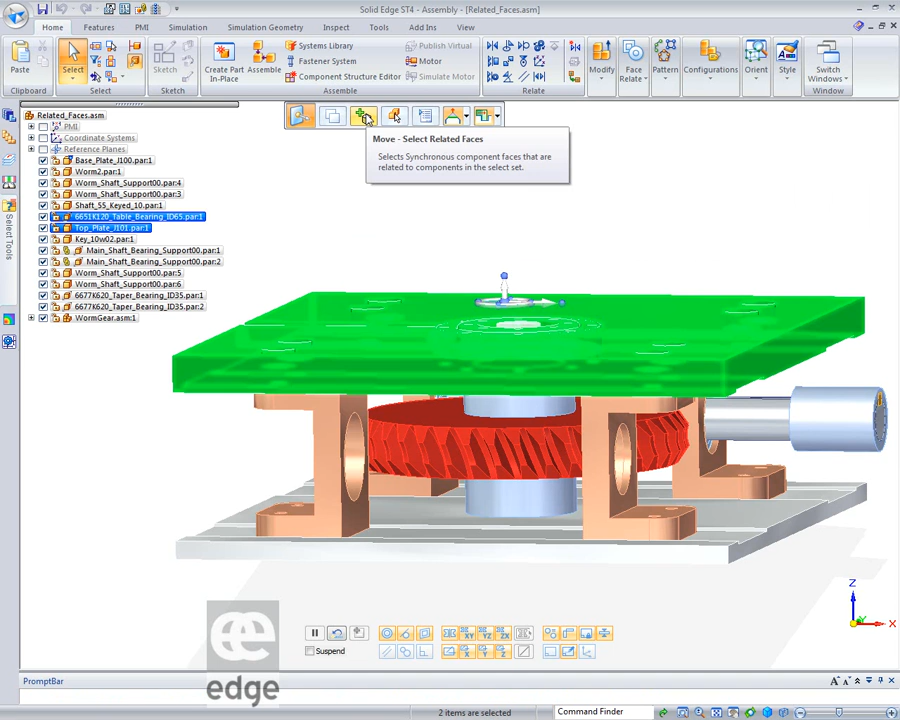 Solid Edge ST4 - Assembly - [Related_Faces.asm]
Home
Features
PMI
Simulation
Simulation Geometry
Inspect
Tools
Add Ins
View
Paste
Select
Sketch
Create Part
In-Place
Assemble
Systems Library
Fastener System
Component Structure Editor
Publish Virtual
Motor
Simulate Motor
Modify
Face
Relate
Pattern
Configurations
Orient
Style
Switch
Windows
Clipboard
Select
Sketch
Assemble
Relate
Window
Move - Select Related Faces
Selects Synchronous component faces that are
related to components in the select set.
Select Tools
Related_Faces.asm
PMI
Coordinate Systems
Reference Planes
Base_Plate_J100.par:1
Worm2.par:1
Worm_Shaft_Support00.par:4
Worm_Shaft_Support00.par:3
Shaft_55_Keyed_10.par:1
6651K120_Table_Bearing_ID65.par:1
Top_Plate_J101.par:1
Key_10w02.par:1
Main_Shaft_Bearing_Support00.par:1
Main_Shaft_Bearing_Support00.par:2
Worm_Shaft_Support00.par:5
Worm_Shaft_Support00.par:6
6677K620_Taper_Bearing_ID35.par:1
6677K620_Taper_Bearing_ID35.par:2
WormGear.asm:1
Z
X
XY
YZ
ZX
Suspend
X
Y
Z
ee
edge
PromptBar
2 items are selected
Command Finder